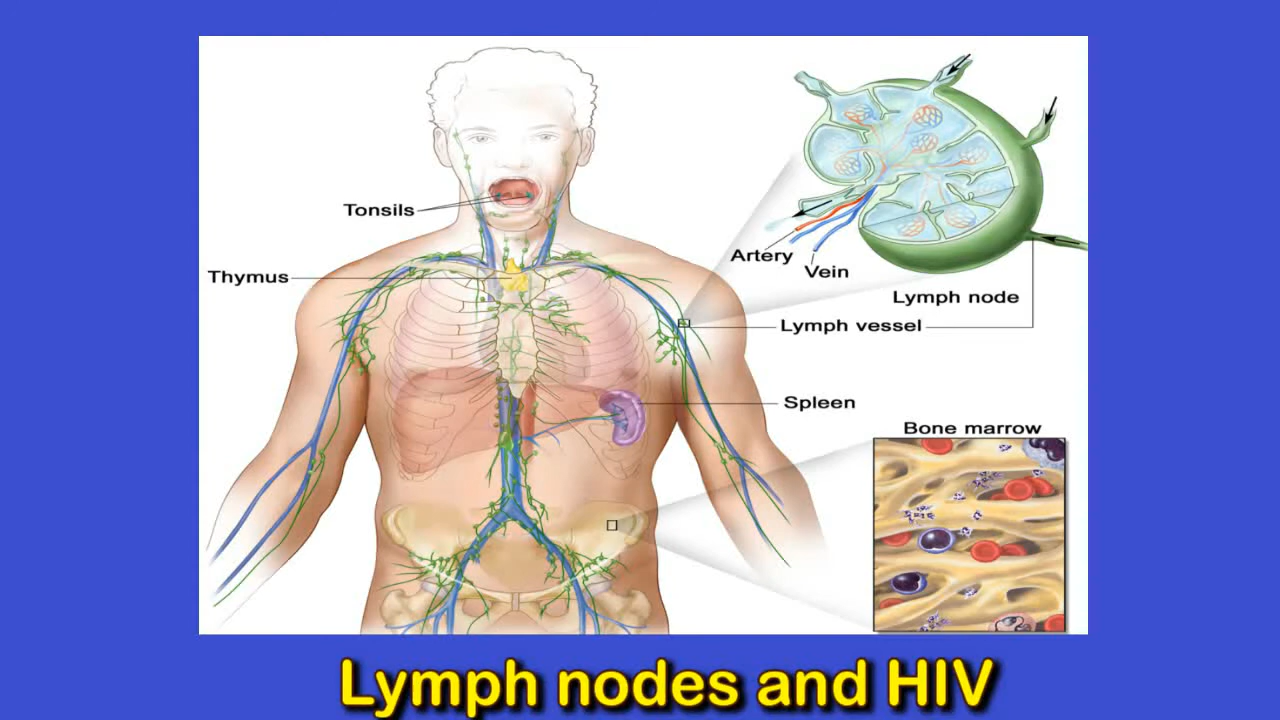 Tonsils
Thymus
Artery
Vein
Lymph node
Lymph vessel
Spleen
Bone marrow
Lymph nodes and HIV